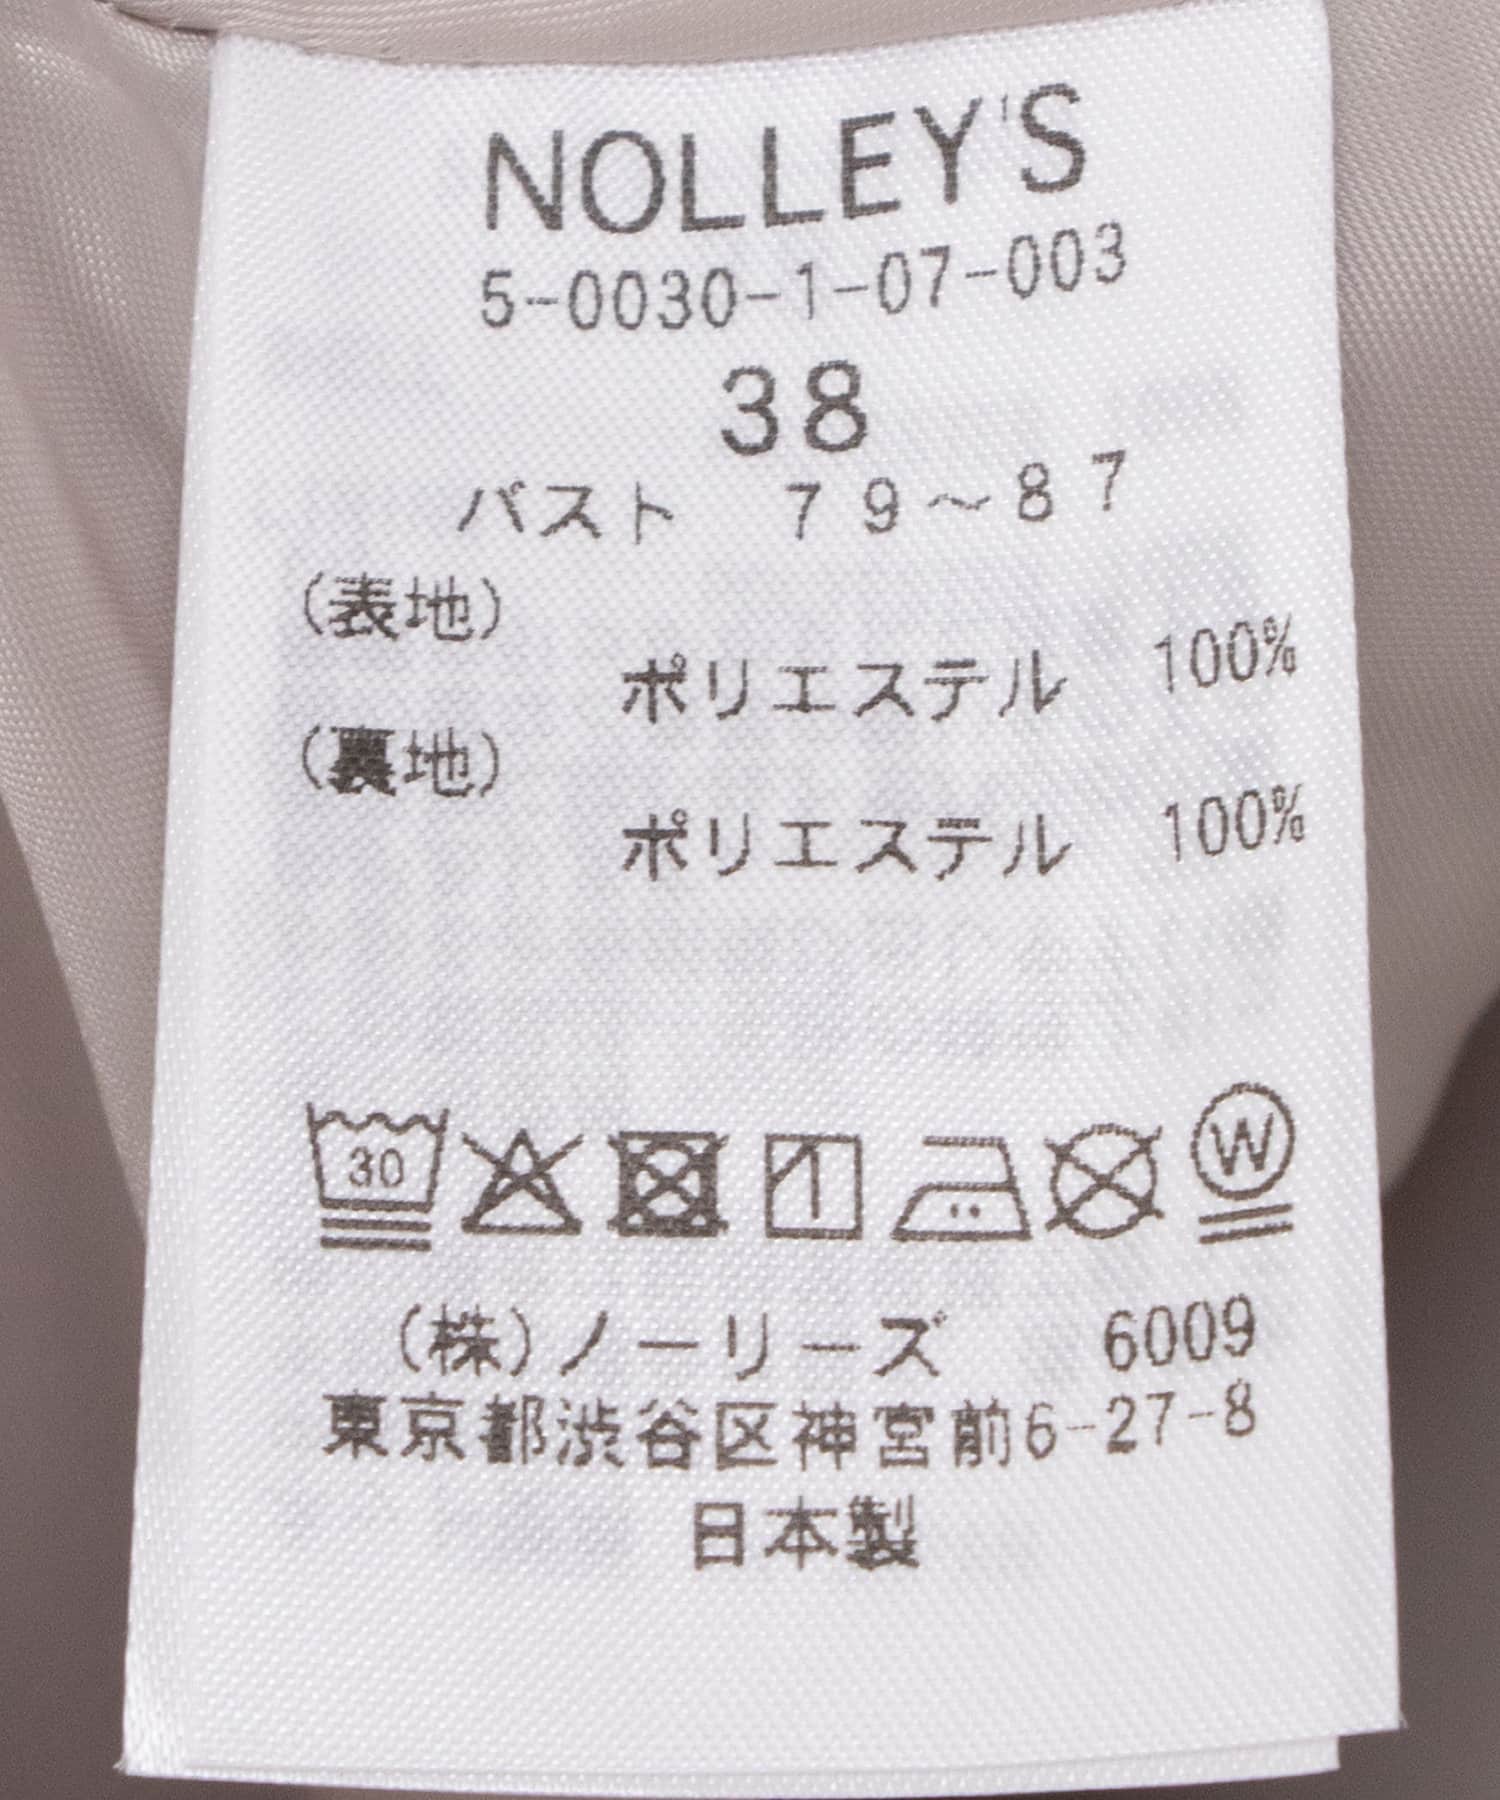 NOLLEY'S
5-0030-1-07-003
38
バスト　79～87
(表地)
ポリエステル　100%
(裏地)
ポリエステル　100%
30
W
(株)ノーリーズ　6009
東京都渋谷区神宮前6-27-8
日本製